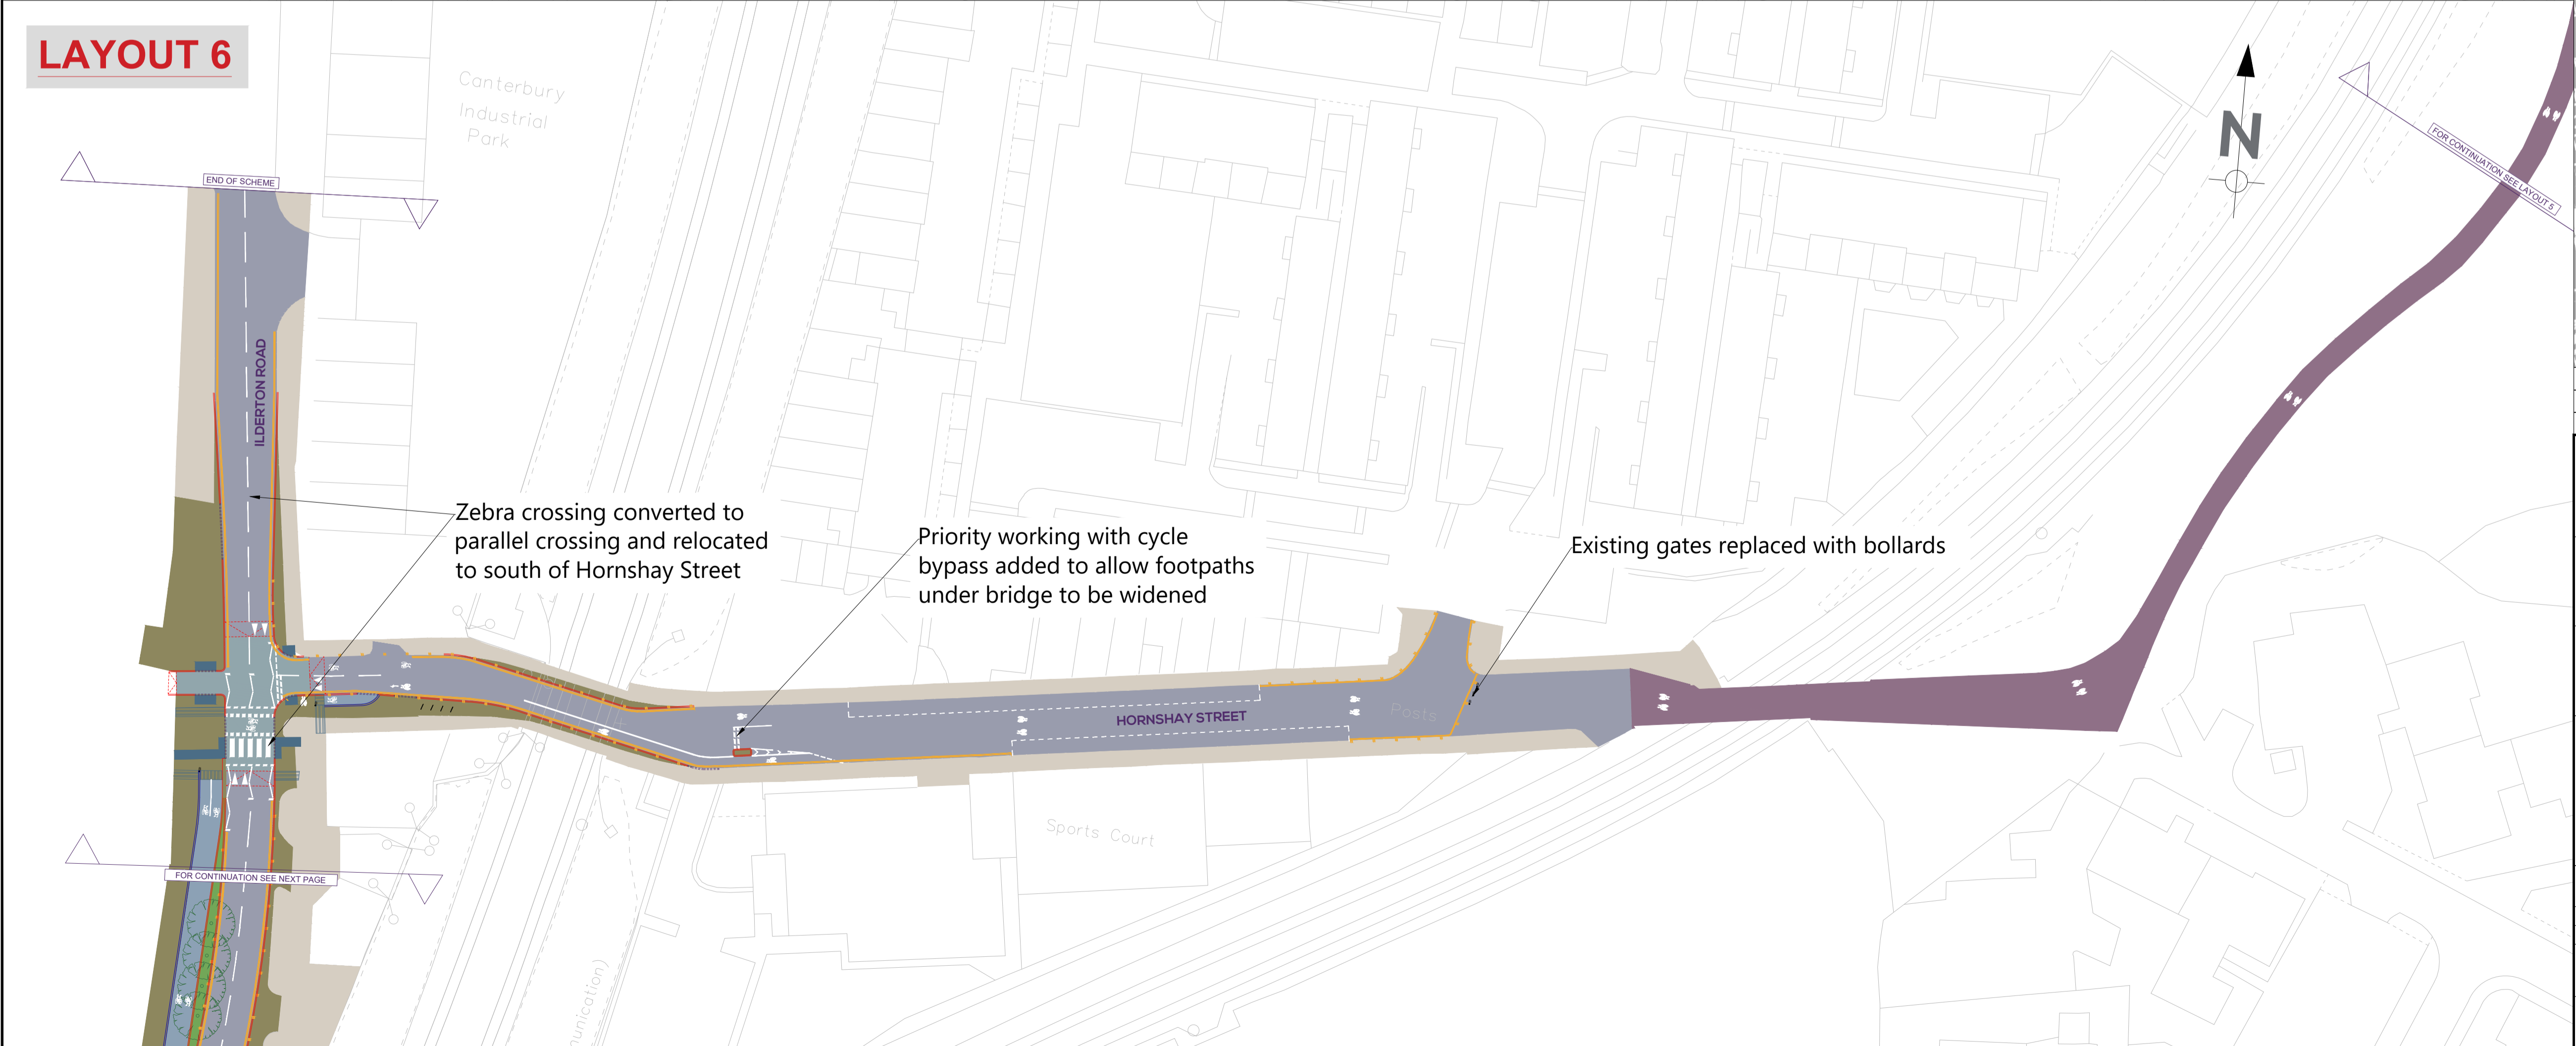 LAYOUT 6
Canterbury
Industrial
Park
N
FOR CONTINUATION SEE LAYOUT 5
END OF SCHEME
ILDERTON ROAD
Zebra crossing converted to
parallel crossing and relocated
to south of Hornshay Street
Priority working with cycle
bypass added to allow footpaths
under bridge to be widened
Existing gates replaced with bollards
HORNSHAY STREET
Posts
Sports Court
FOR CONTINUATION SEE NEXT PAGE